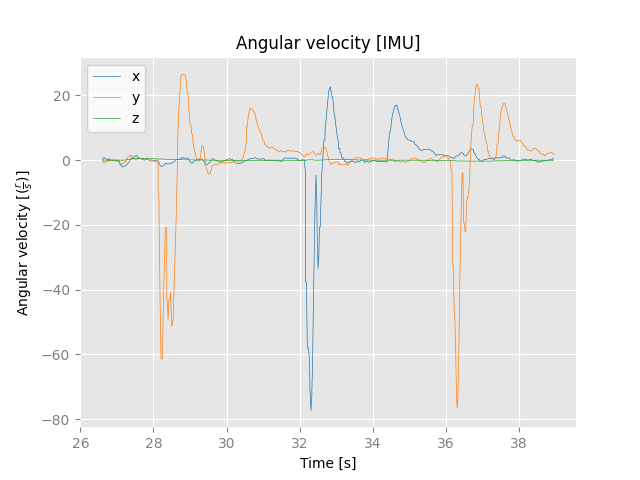 Angular velocity [IMU]
x
y
z
20
0
−20
−40
−60
−80
Angular velocity [(r/s)]
26
28
30
32
34
36
38
Time [s]